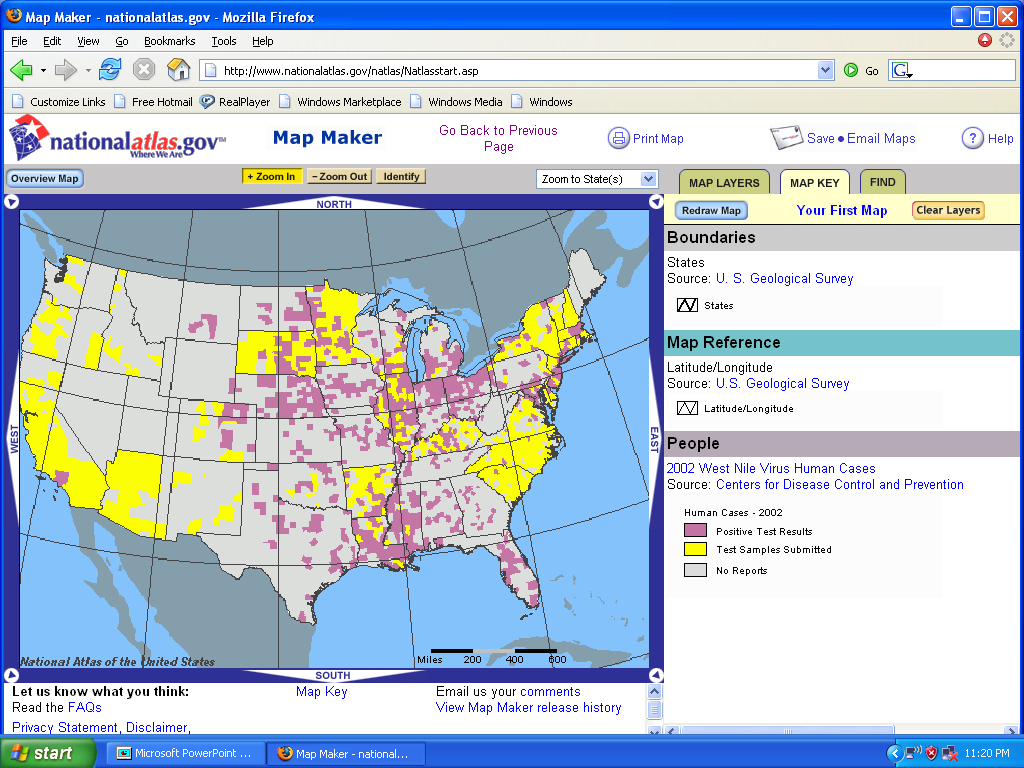 Map Maker - nationalatlas.gov - Mozilla Firefox
File Edit View Go Bookmarks Tools Help
http://www.nationalatlas.gov/natlas/Natlasstart.asp Go G
Customize Links Free Hotmail RealPlayer Windows Marketplace Windows Media Windows
nationalatlas.gov™
Where We Are
Map Maker
Go Back to Previous
Page
Print Map
Save • Email Maps
Help
Overview Map
+ Zoom In – Zoom Out Identify
Zoom to State(s)
MAP LAYERS MAP KEY FIND
Redraw Map Your First Map Clear Layers
NORTH
WEST
EAST
SOUTH
National Atlas of the United States
Miles 200 400 600
Boundaries
States
Source: U. S. Geological Survey
States
Map Reference
Latitude/Longitude
Source: U.S. Geological Survey
Latitude/Longitude
People
2002 West Nile Virus Human Cases
Source: Centers for Disease Control and Prevention
Human Cases - 2002
Positive Test Results
Test Samples Submitted
No Reports
Let us know what you think:
Read the FAQs
Privacy Statement, Disclaimer,
Map Key
Email us your comments
View Map Maker release history
start Microsoft PowerPoint ... Map Maker - national... 11:20 PM